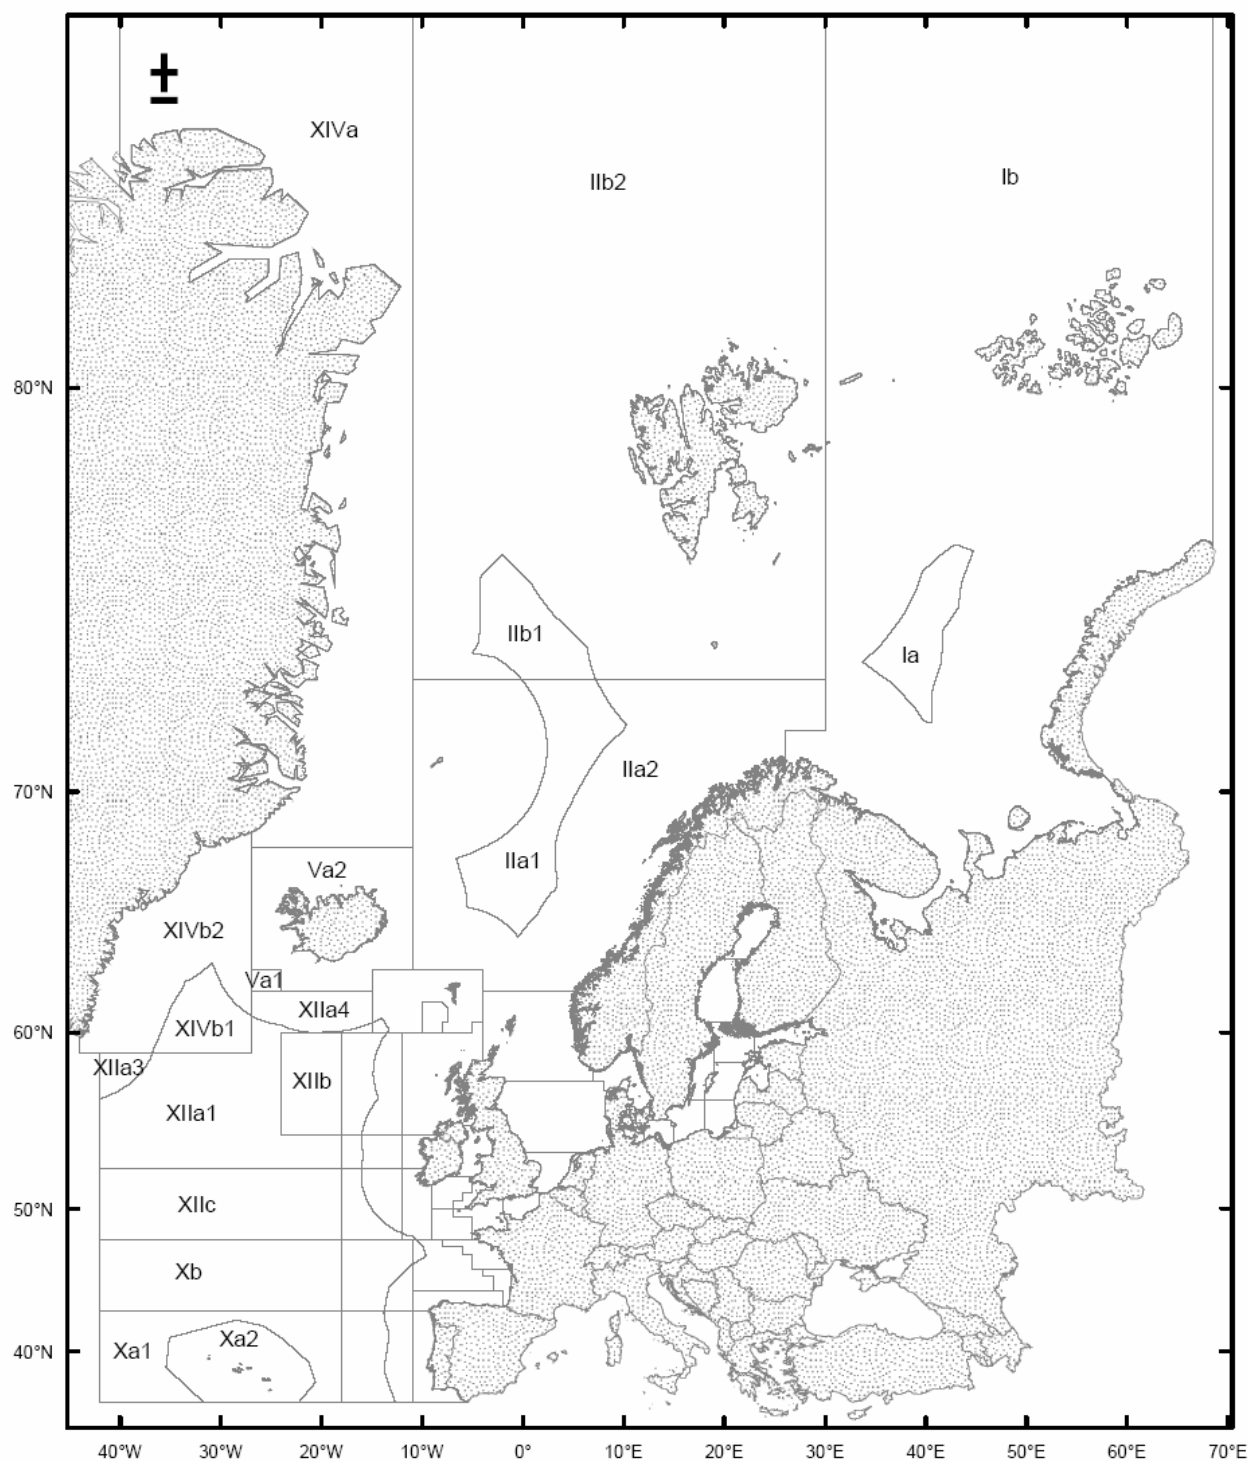 ±
XIVa
IIb2
Ib
80°N
IIb1
Ia
IIa2
70°N
IIa1
Va2
XIVb2
Va1
XIIa4
XIVb1
60°N
XIIa3
XIIb
XIIa1
XIIc
50°N
Xb
Xa2
Xa1
40°N
40°W 30°W 20°W 10°W 0° 10°E 20°E 30°E 40°E 50°E 60°E 70°E